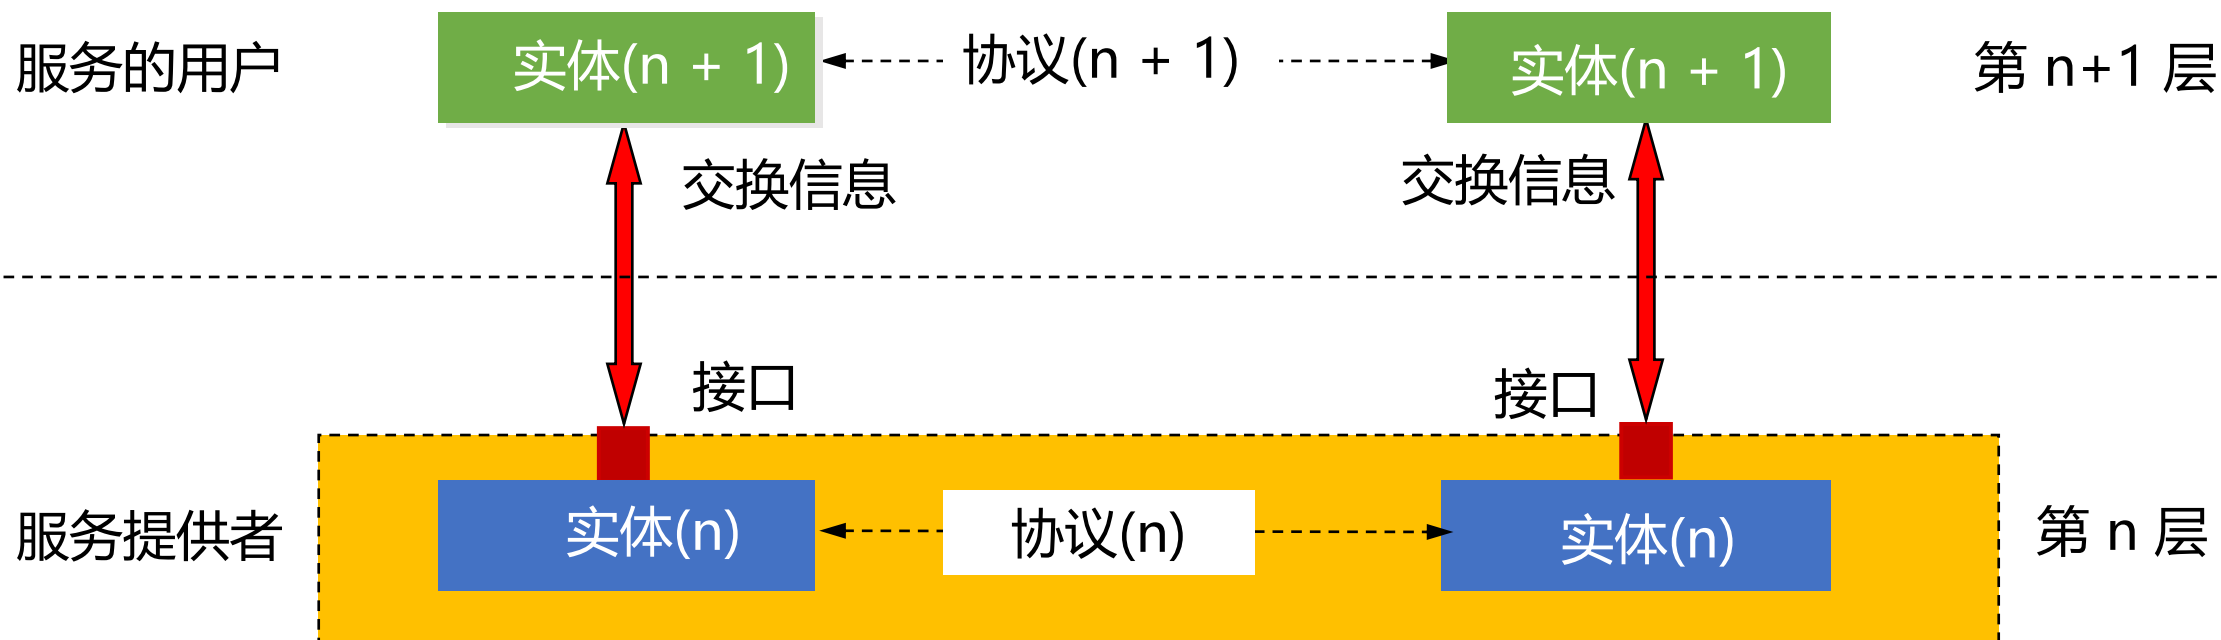 服务的用户
实体(n + 1)
协议(n + 1)
实体(n + 1)
第 n+1 层
交换信息
交换信息
接口
接口
服务提供者
实体(n)
协议(n)
实体(n)
第 n 层